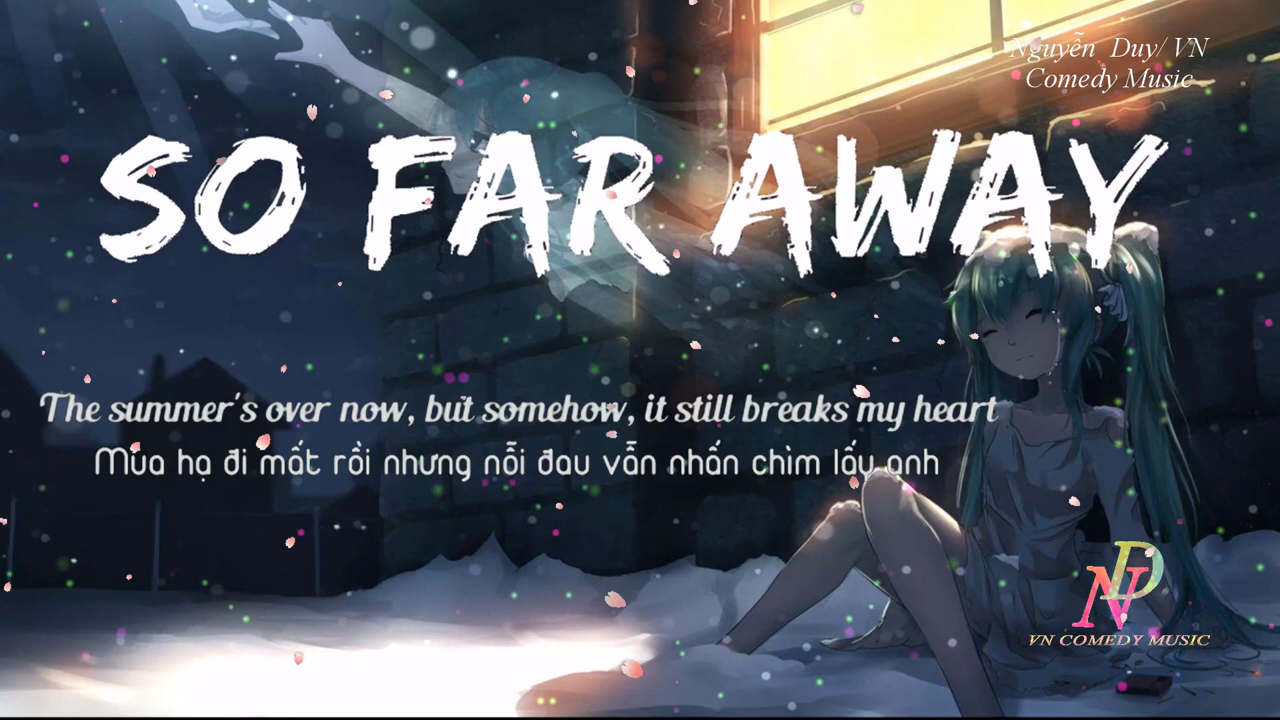 Nguyễn Duy/ VN
Comedy Music
SO FAR AWAY
The summer's over now, but somehow, it still breaks my heart
Mùa hạ đi mất rồi nhưng nỗi đau vẫn nhấn chìm lấy anh
ND
VN COMEDY MUSIC